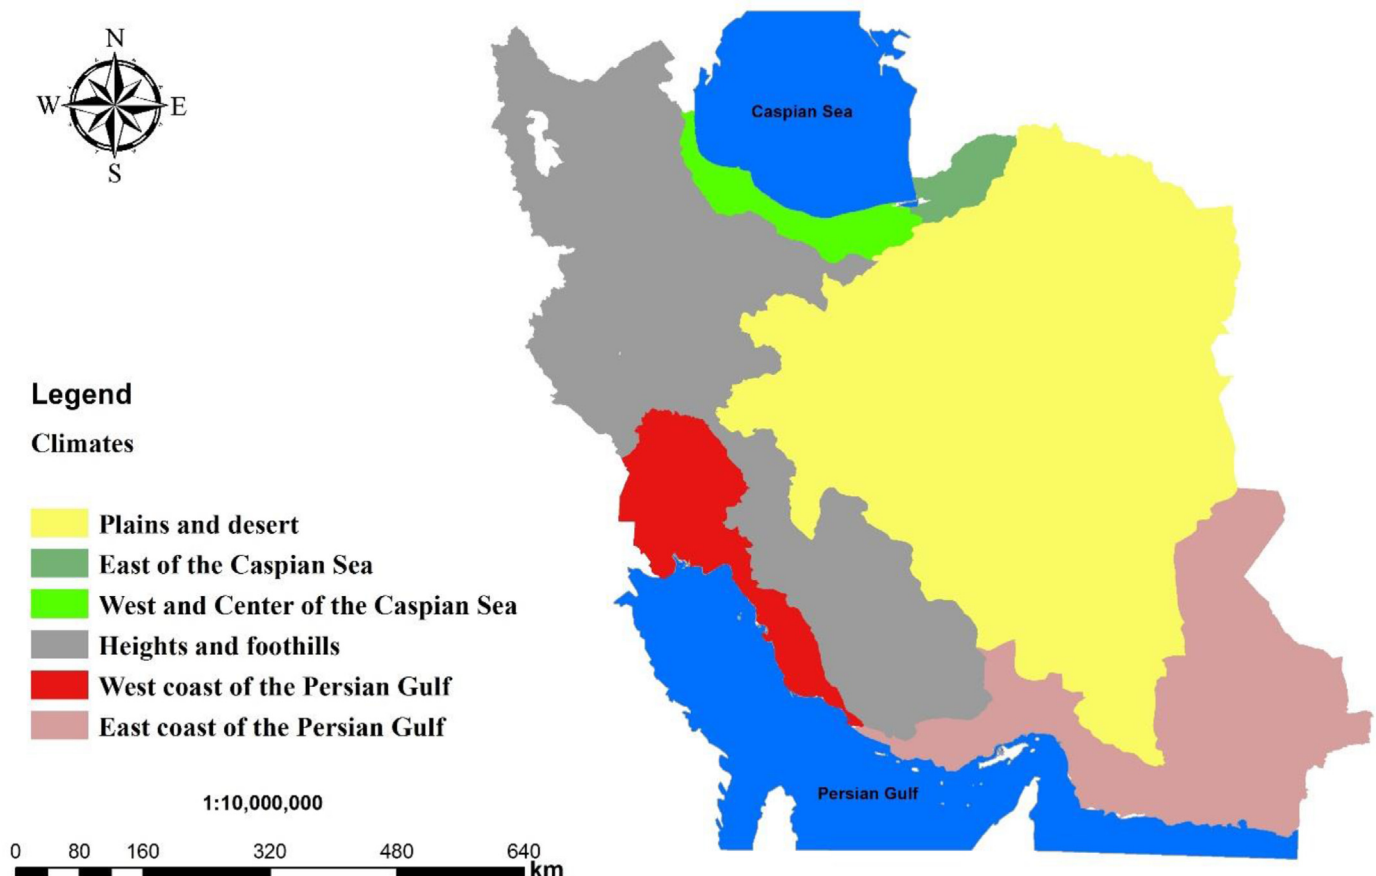 N
W E
S
Caspian Sea
Legend
Climates
Plains and desert
East of the Caspian Sea
West and Center of the Caspian Sea
Heights and foothills
West coast of the Persian Gulf
East coast of the Persian Gulf
Persian Gulf
1:10,000,000
0 80 160 320 480 640
km